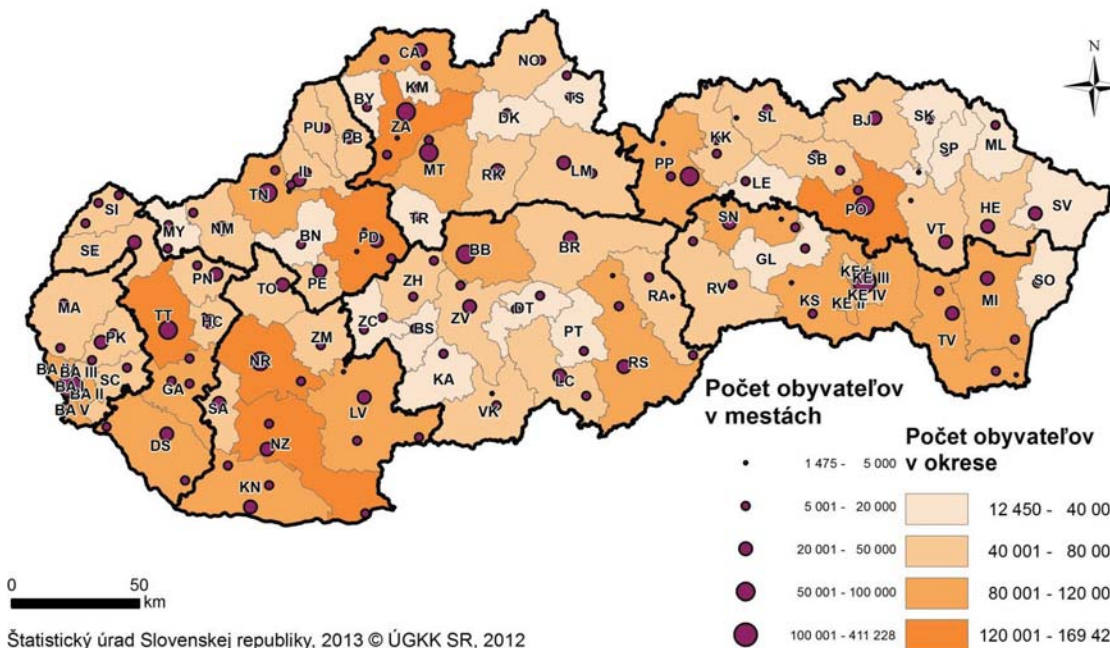 N
CA
NO
KM
TS
BY
ZA
DK
PU
PB
SL
BJ
SK
ML
KK
SP
IL
MT
RK
LM
PP
SB
TN
LE
SV
PO
TR
SI
MY
NM
BN
PD
SN
VT
HE
SE
BB
BR
GL
PE
ZH
KE III
SO
PN
TO
RV
KE IV
MA
RA
KS
KE II
MI
TT
HC
ZC
BS
ZV
DT
PK
ZM
PT
TV
NR
BA III
SC
KA
RS
BA II
GA
SA
LV
LC
BA V
VK
DS
NZ
KN
Počet obyvateľov
v mestách
1 475 - 5 000
5 001 - 20 000
20 001 - 50 000
50 001 - 100 000
100 001 - 411 228
Počet obyvateľov
v okrese
12 450 - 40 00
40 001 - 80 00
80 001 - 120 00
120 001 - 169 42
0 50
km
Štatistický úrad Slovenskej republiky, 2013 © ÚGKK SR, 2012